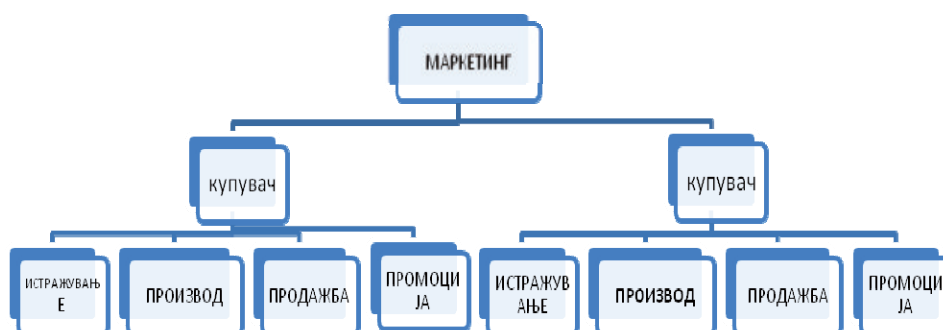 МАРКЕТИНГ
купувач
купувач
ИСТРАЖУВАЊ
Е
ПРОИЗВОД
ПРОДАЖБА
ПРОМОЦИ
ЈА
ИСТРАЖУВ
АЊЕ
ПРОИЗВОД
ПРОДАЖБА
ПРОМОЦИ
ЈА